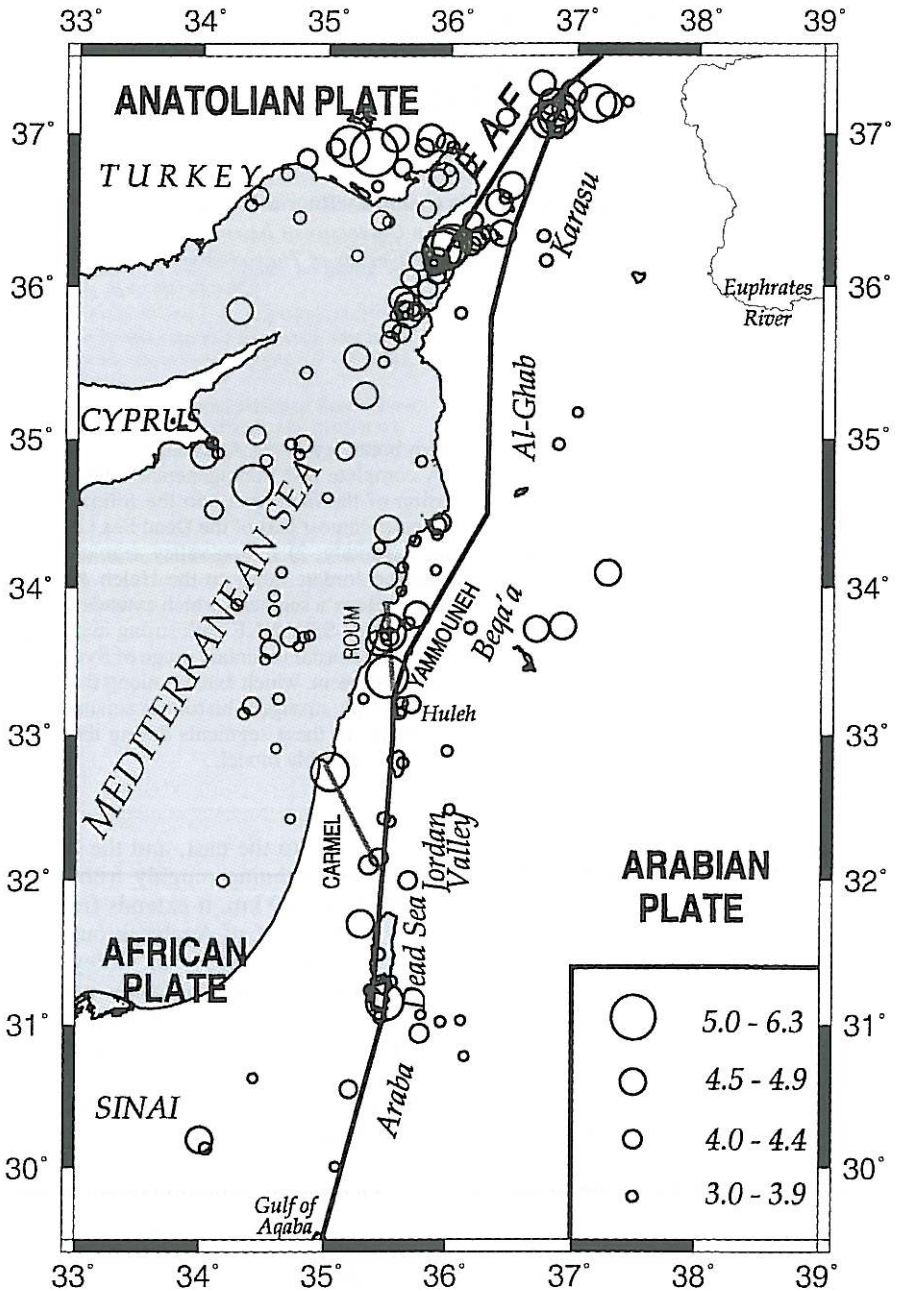 33° 34° 35° 36° 37° 38° 39°
ANATOLIAN PLATE
TURKEY
E A F
37° 37°
Karasu
36° 36°
Euphrates
River
Al-Ghab
CYPRUS
35° 35°
MEDITERRANEAN SEA
34° 34°
ROUM
YAMMOUNEH
Beqa'a
Huleh
33° 33°
CARMEL
Jordan
Valley
32° 32°
ARABIAN
PLATE
Dead Sea
AFRICAN
PLATE
31° 31°
5.0 - 6.3
4.5 - 4.9
4.0 - 4.4
3.0 - 3.9
Araba
SINAI
30° 30°
Gulf of
Aqaba
33° 34° 35° 36° 37° 38° 39°